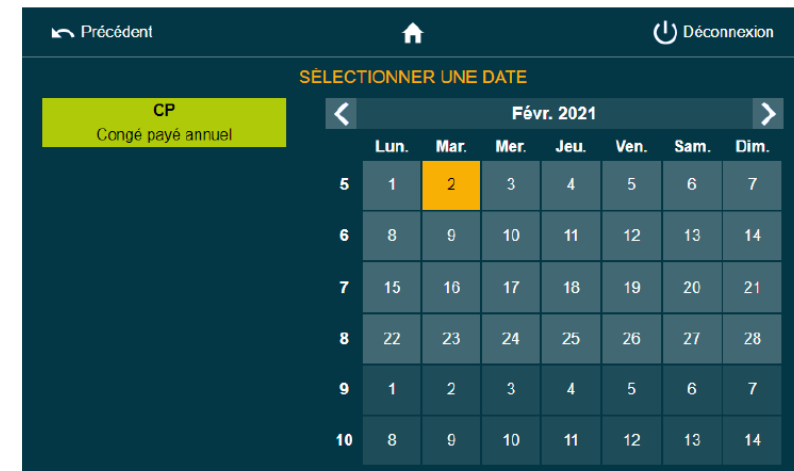 Précédent
Déconnexion
SÉLECTIONNER UNE DATE
CP
Congé payé annuel
Févr. 2021
Lun. Mar. Mer. Jeu. Ven. Sam. Dim.
5 1 2 3 4 5 6 7
6 8 9 10 11 12 13 14
7 15 16 17 18 19 20 21
8 22 23 24 25 26 27 28
9 1 2 3 4 5 6 7
10 8 9 10 11 12 13 14